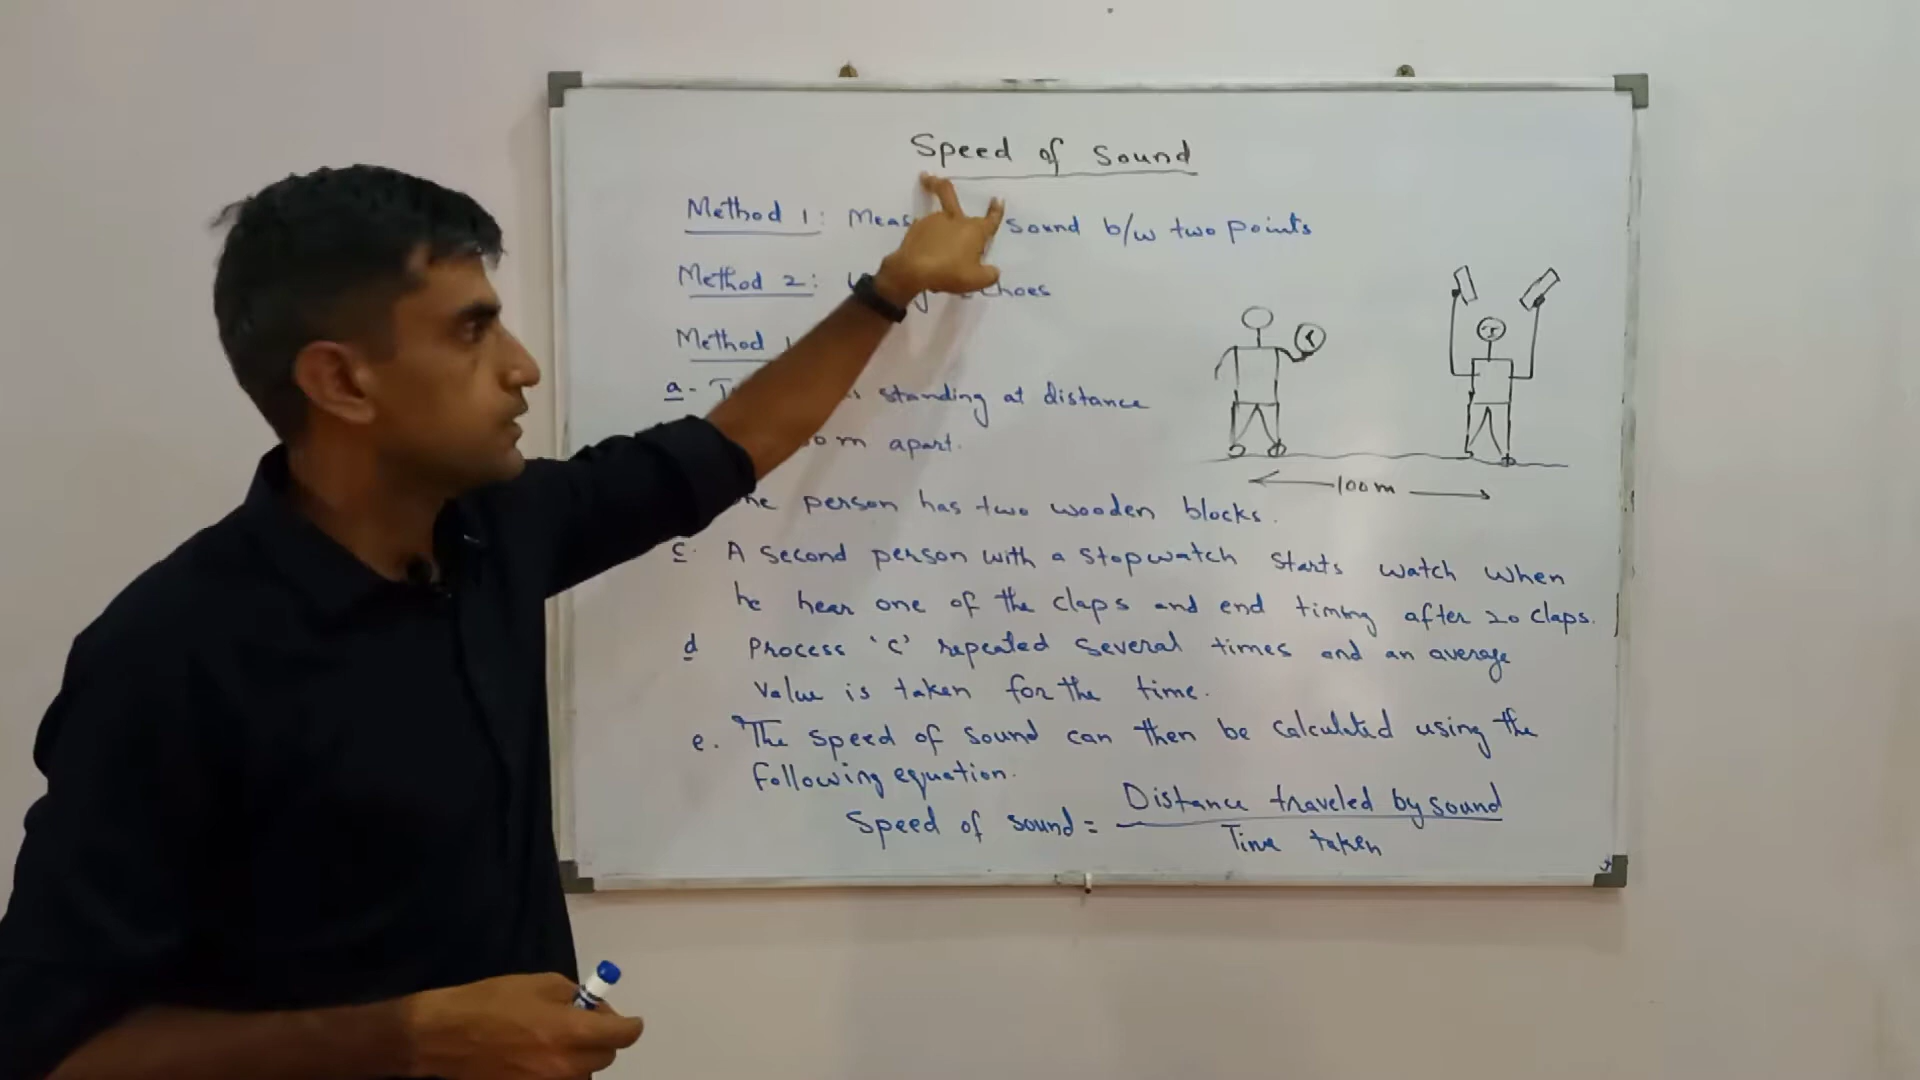 Speed of Sound
Method 1: Meas sound b/w two points
Method 2: choes
Method 1
a- standing at distance
0m apart.
he person has two wooden blocks.
c. A second person with a stopwatch starts watch when
he hear one of the claps and end timing after 20 claps.
d Process 'c' repeated several times and an average
value is taken for the time.
e. The speed of sound can then be calculated using the
following equation.
Speed of sound = Distance traveled by sound
Time taken
100m